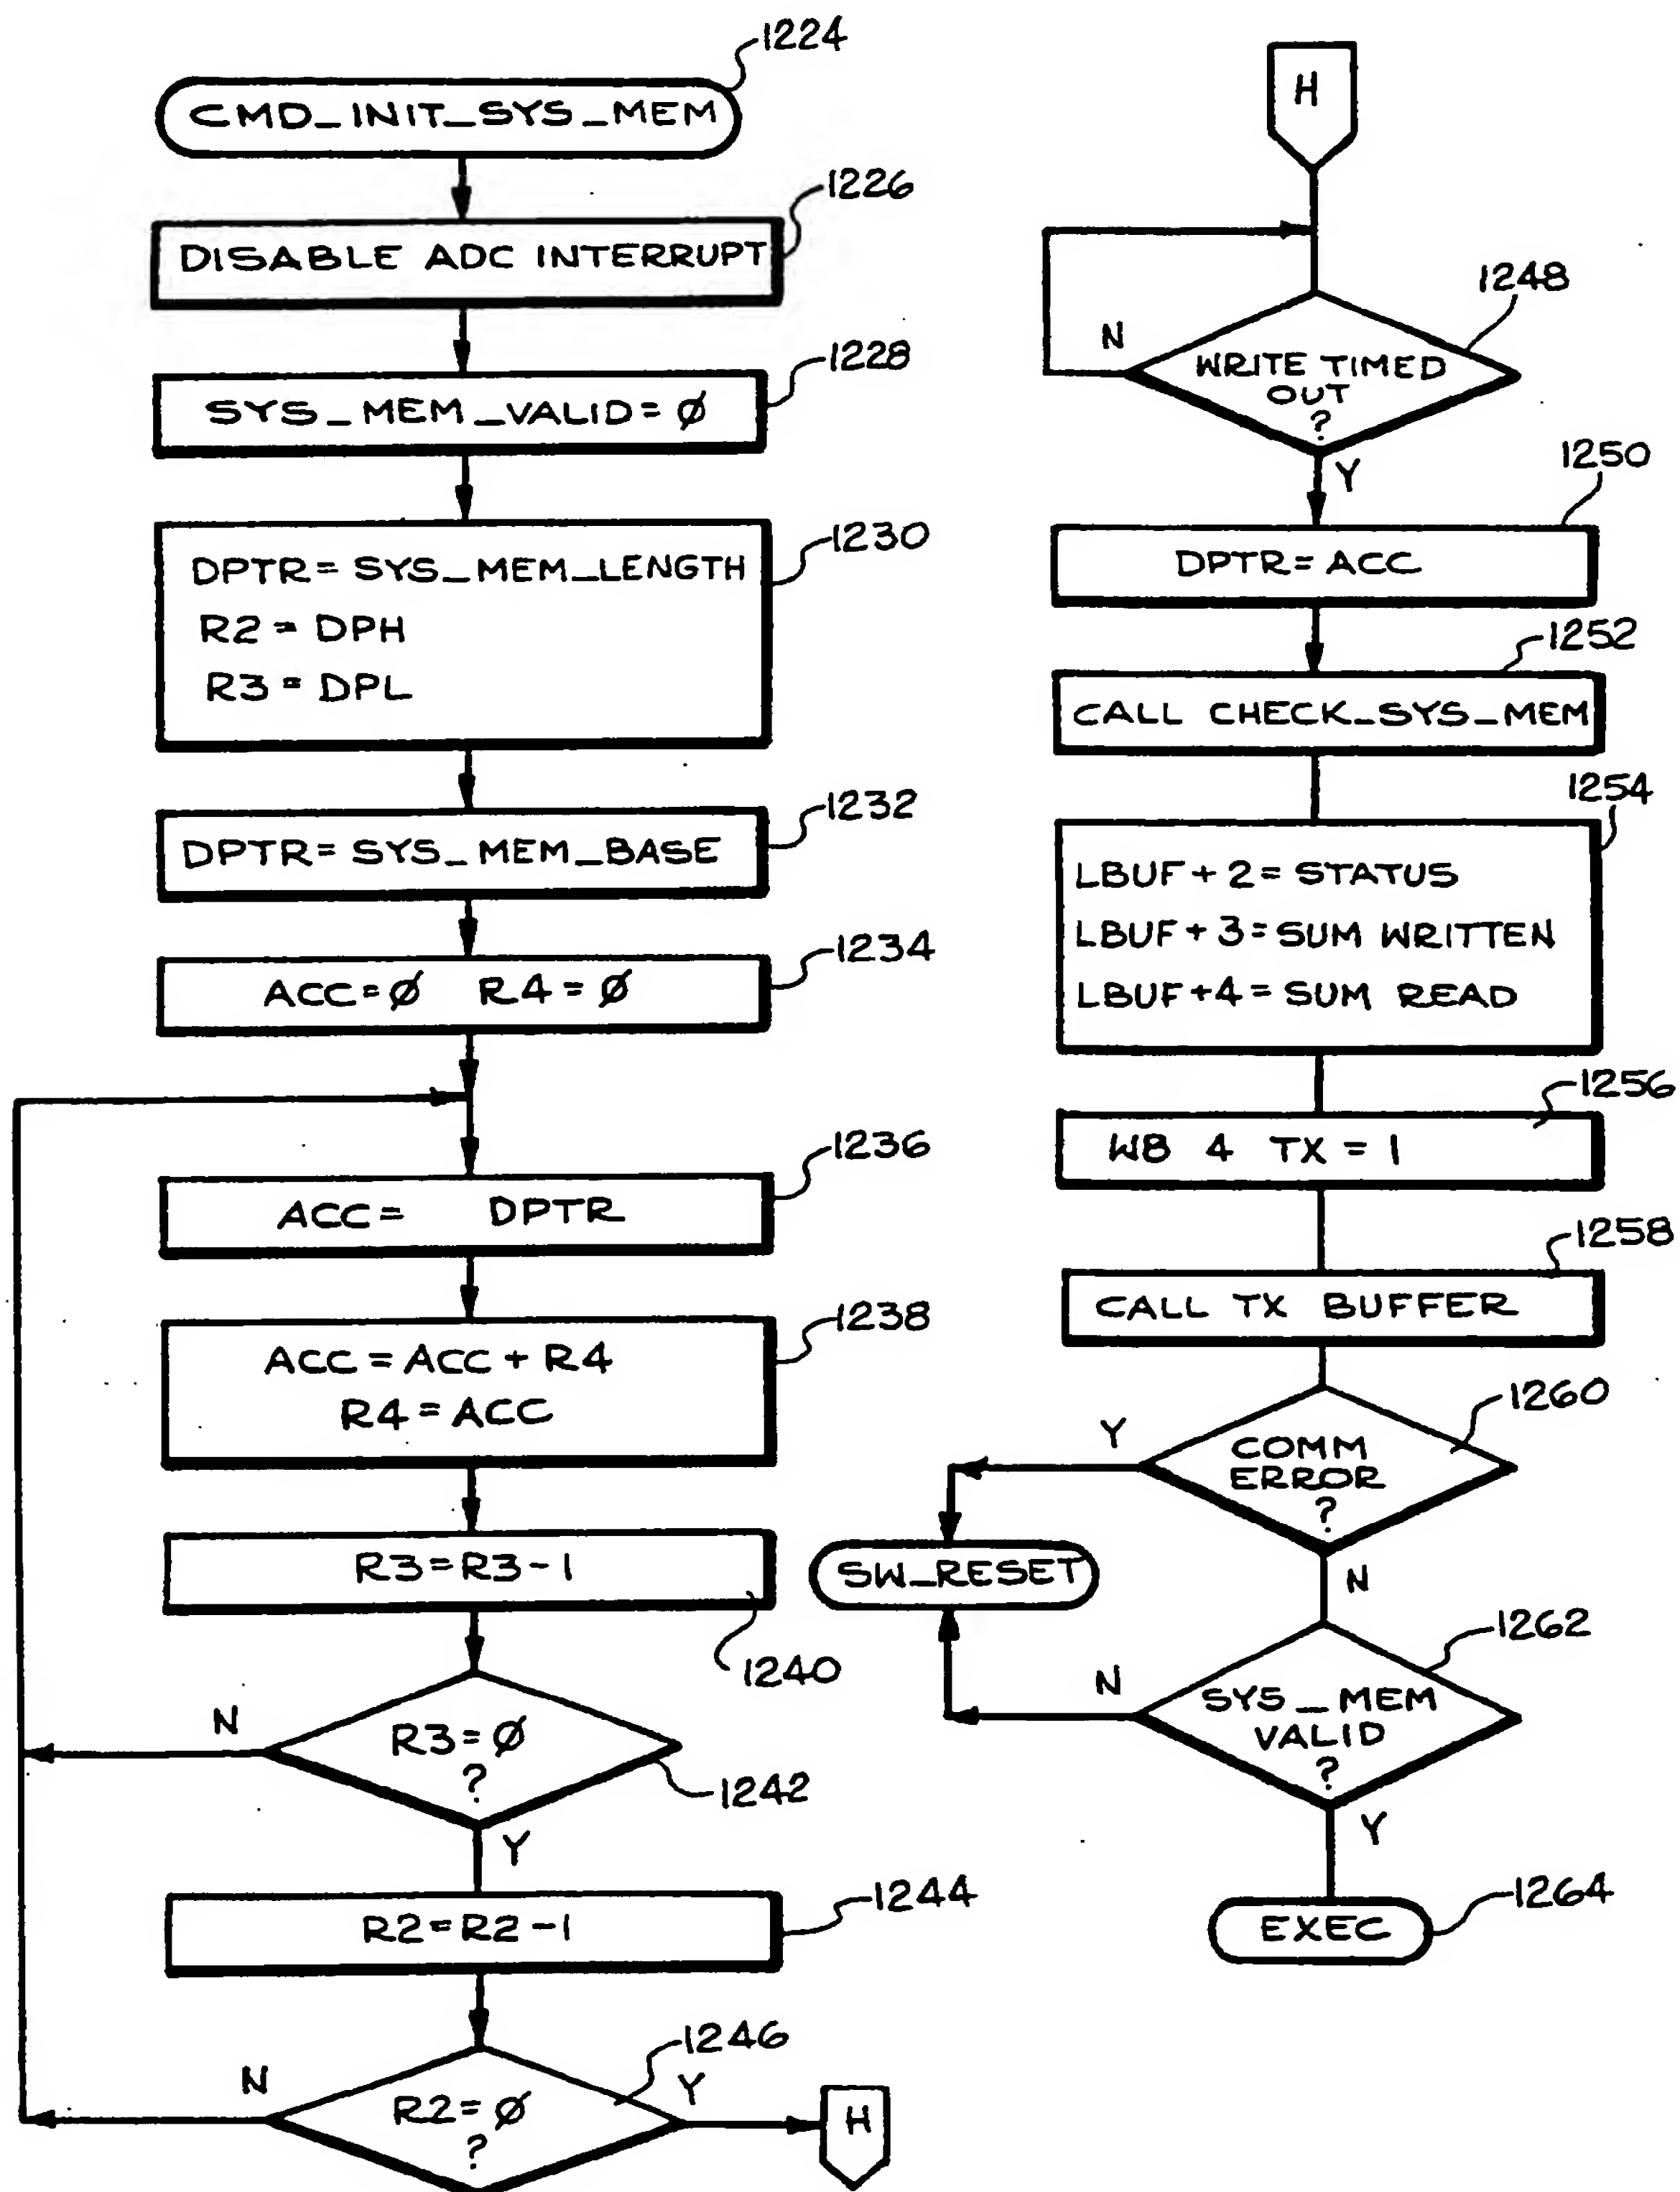 1224
CMD_INIT_SYS_MEM
1226
DISABLE ADC INTERRUPT
1228
SYS_MEM_VALID=Ø
1230
DPTR=SYS_MEM_LENGTH
R2=DPH
R3=DPL
1232
DPTR=SYS_MEM_BASE
1234
ACC=Ø R4=Ø
1236
ACC= DPTR
1238
ACC=ACC+R4
R4=ACC
R3=R3-1
1240
N
R3=Ø
?
1242
Y
1244
R2=R2-1
1246
N
R2=Ø
?
Y
H
H
1248
N
WRITE TIMED
OUT
?
Y
1250
DPTR=ACC
1252
CALL CHECK_SYS_MEM
1254
LBUF+2=STATUS
LBUF+3=SUM WRITTEN
LBUF+4=SUM READ
1256
WB 4 TX=1
1258
CALL TX BUFFER
1260
Y
COMM
ERROR
?
SW_RESET
N
1262
N
SYS_MEM
VALID
?
Y
1264
EXEC